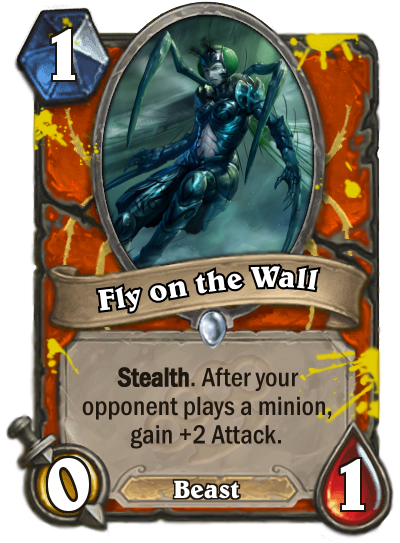 1
Fly on the Wall
Stealth. After your
opponent plays a minion,
gain +2 Attack.
0
Beast
1